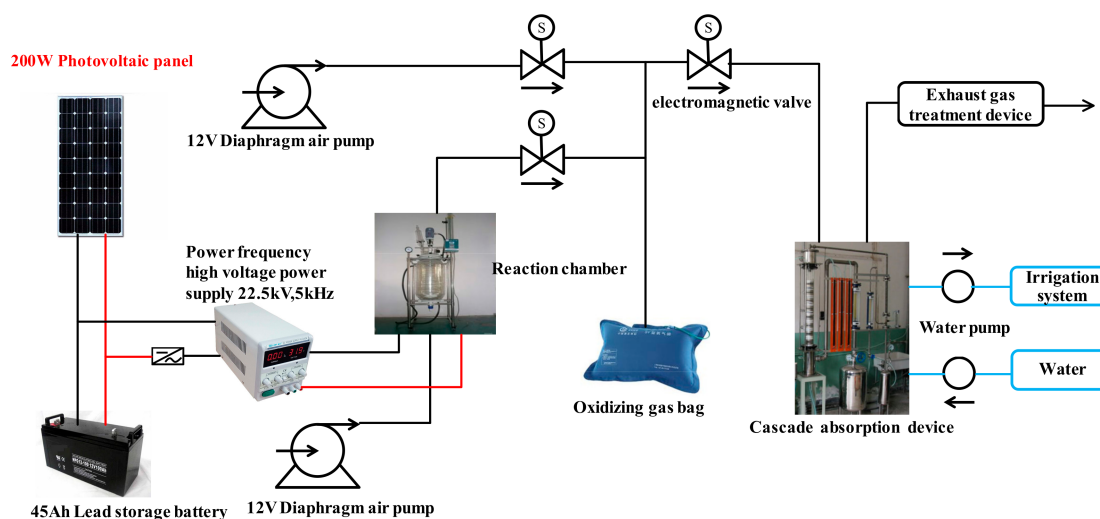 200W Photovoltaic panel
S
S
electromagnetic valve
12V Diaphragm air pump
S
Exhaust gas
treatment device
Power frequency
high voltage power
supply 22.5kV,5kHz
Reaction chamber
Irrigation
system
Water pump
Water
Oxidizing gas bag
Cascade absorption device
45Ah Lead storage battery
12V Diaphragm air pump